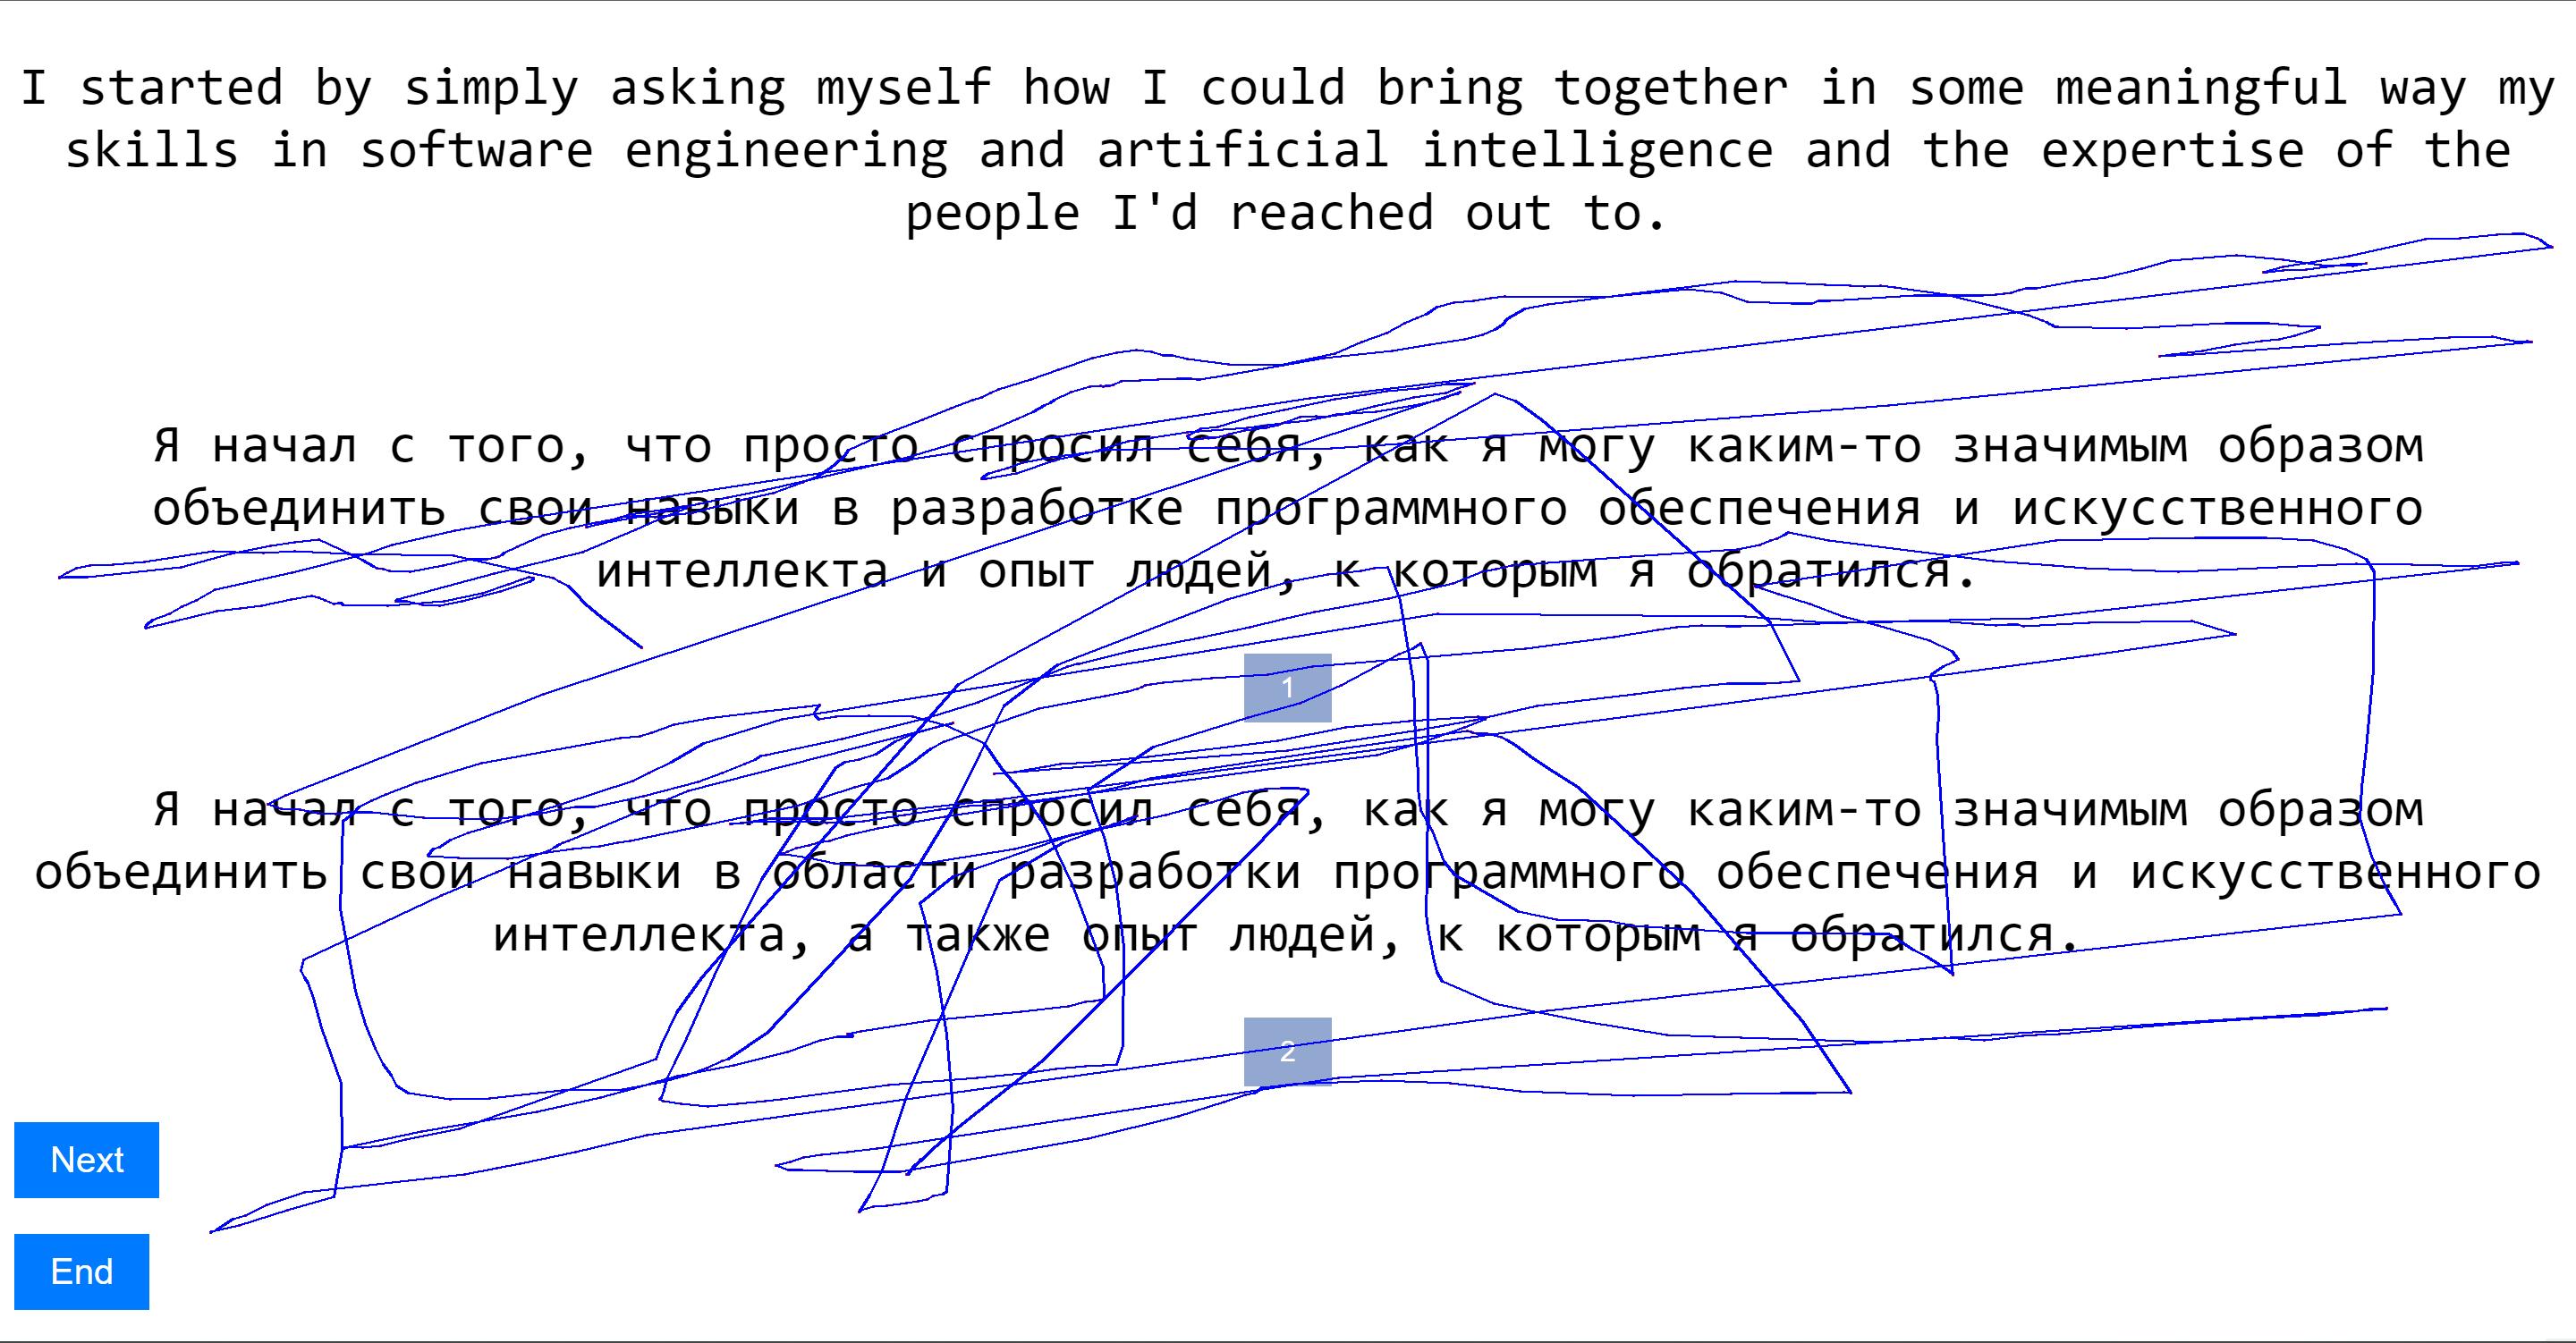 I started by simply asking myself how I could bring together in some meaningful way my
skills in software engineering and artificial intelligence and the expertise of the
people I'd reached out to.
Я начал с того, что просто спросил себя, как я могу каким-то значимым образом
объединить свои навыки в разработке программного обеспечения и искусственного
интеллекта и опыт людей, к которым я обратился.
1
Я начал с того, что просто спросил себя, как я могу каким-то значимым образом
объединить свои навыки в области разработки программного обеспечения и искусственного
интеллекта, а также опыт людей, к которым я обратился.
2
Next
End